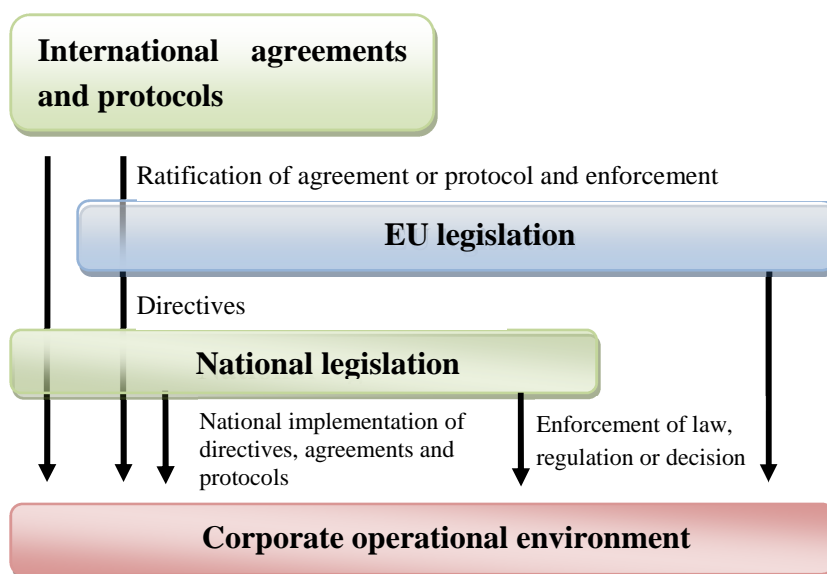 International agreements
and protocols
Ratification of agreement or protocol and enforcement
EU legislation
Directives
National legislation
National implementation of
directives, agreements and
protocols
Enforcement of law,
regulation or decision
Corporate operational environment